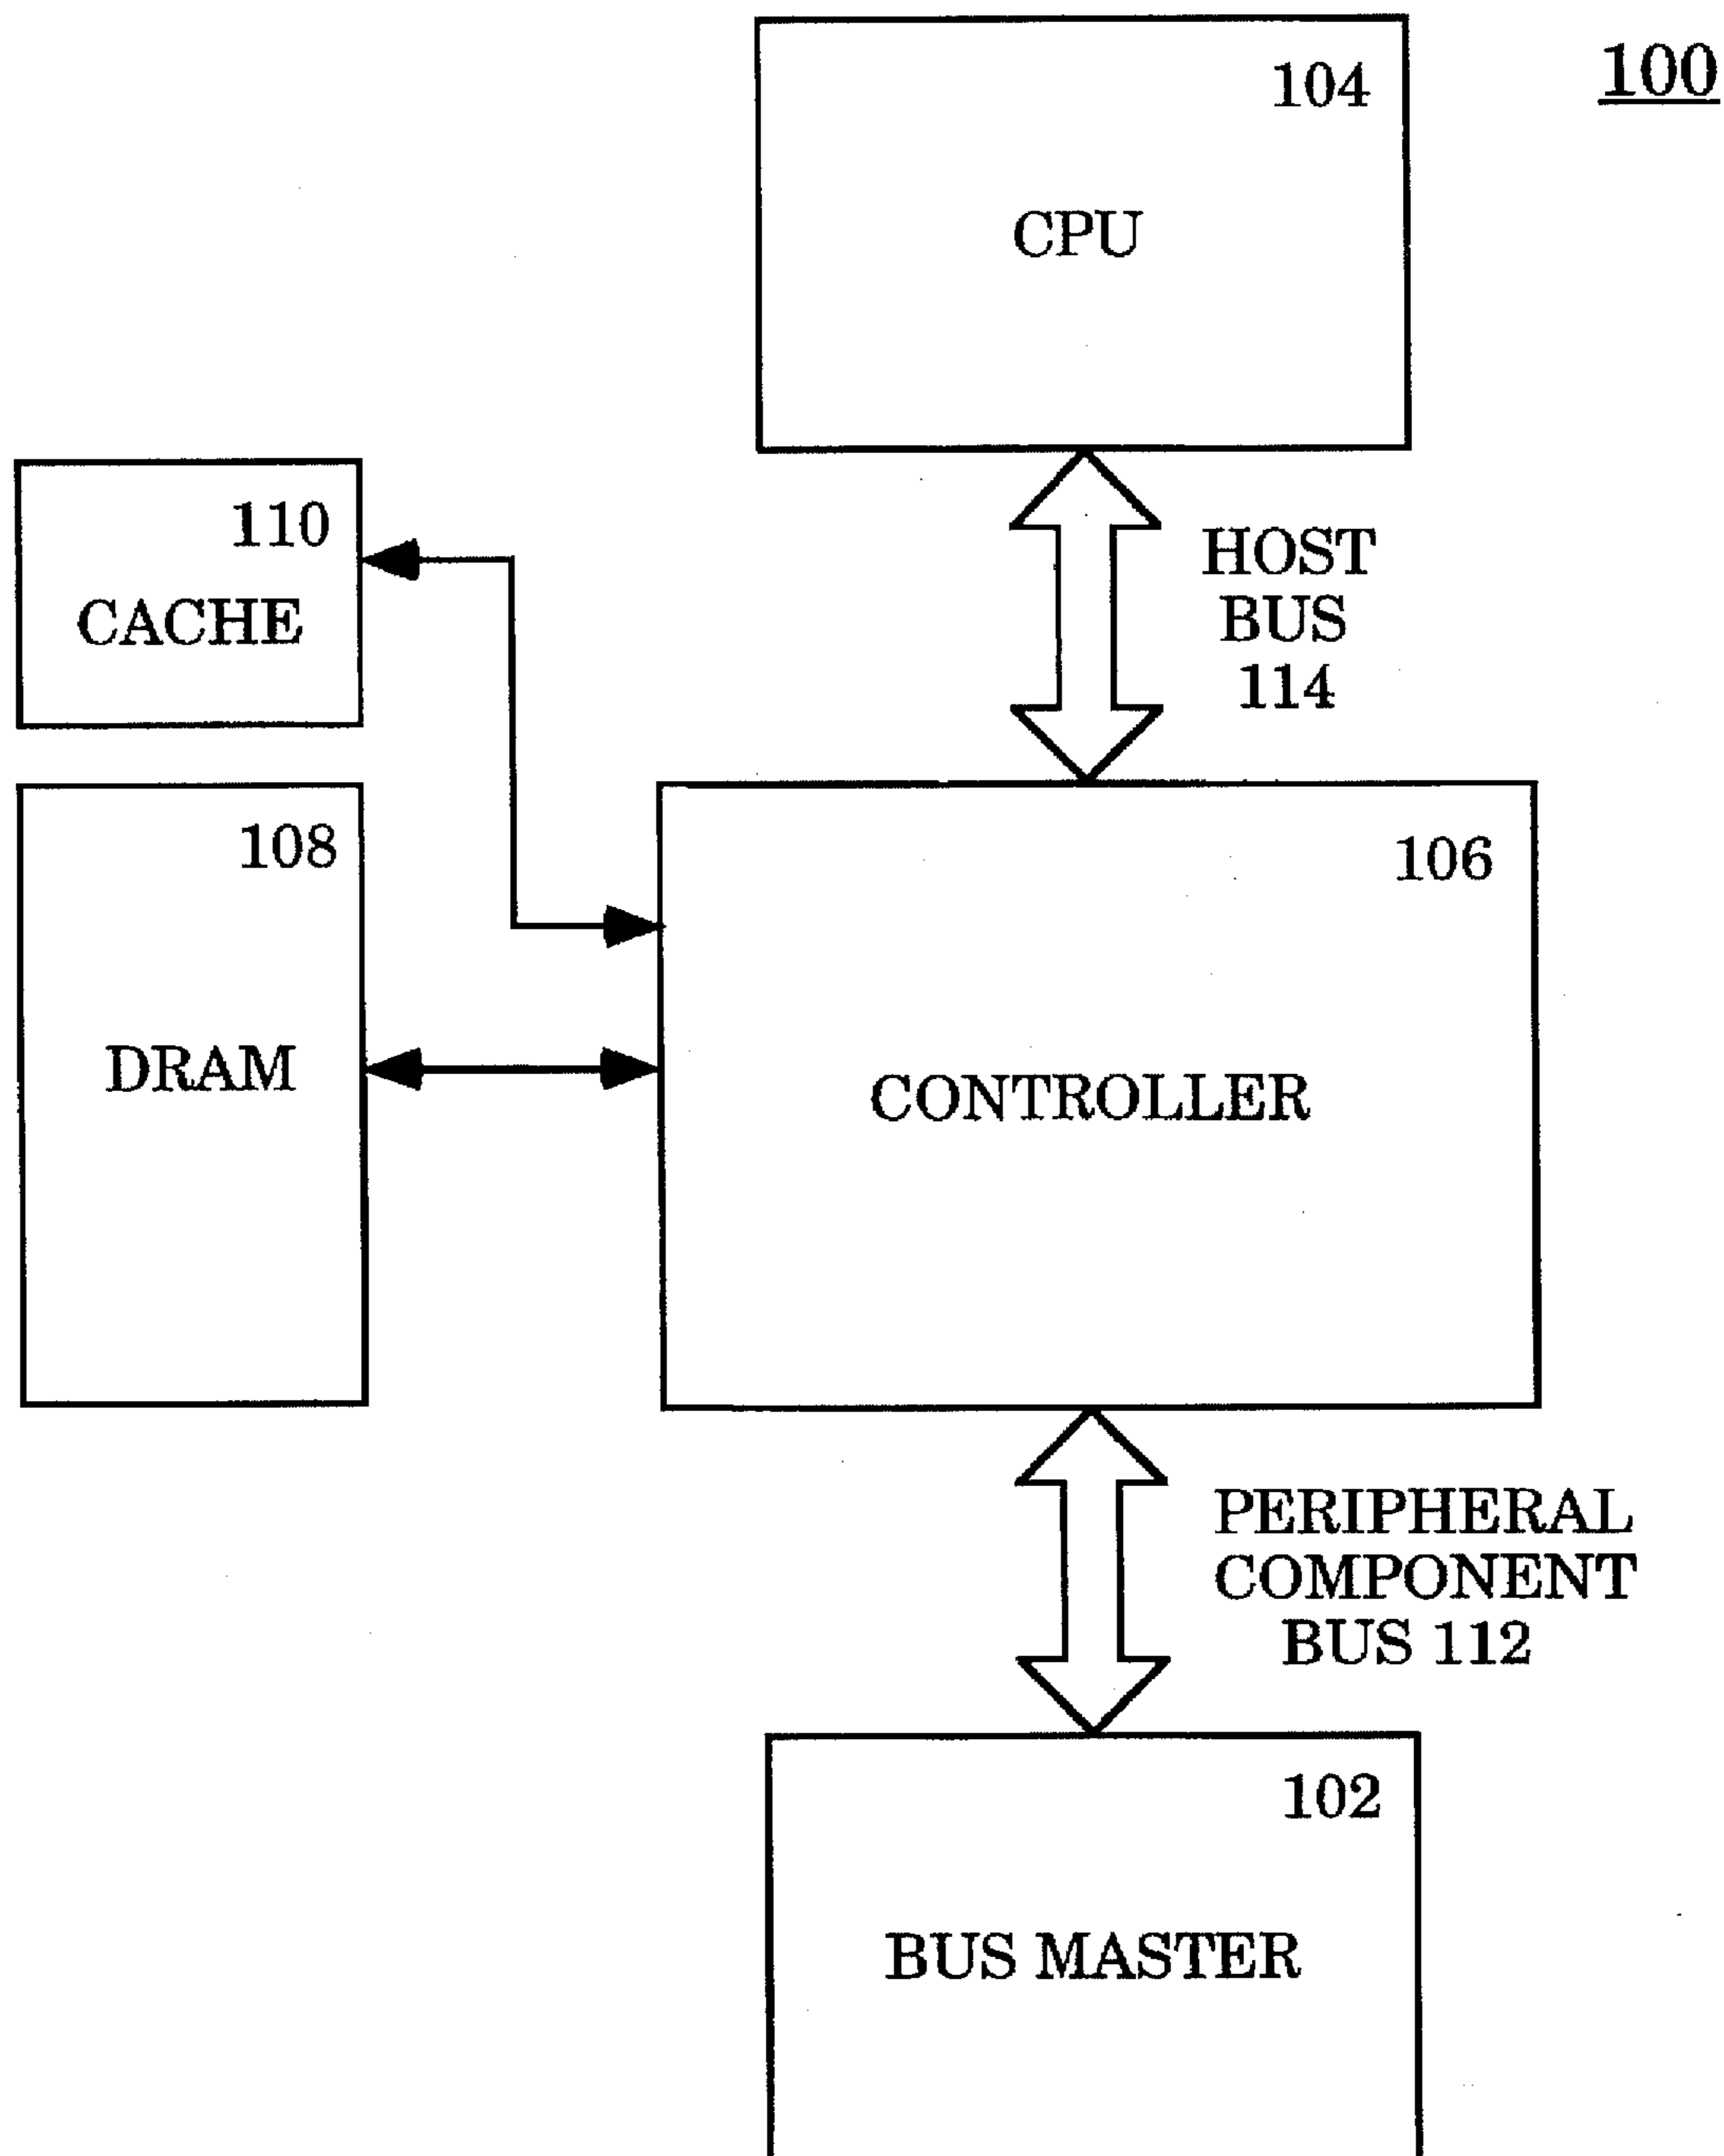 100
104
CPU
HOST
BUS
114
110
CACHE
108
DRAM
106
CONTROLLER
PERIPHERAL
COMPONENT
BUS 112
102
BUS MASTER